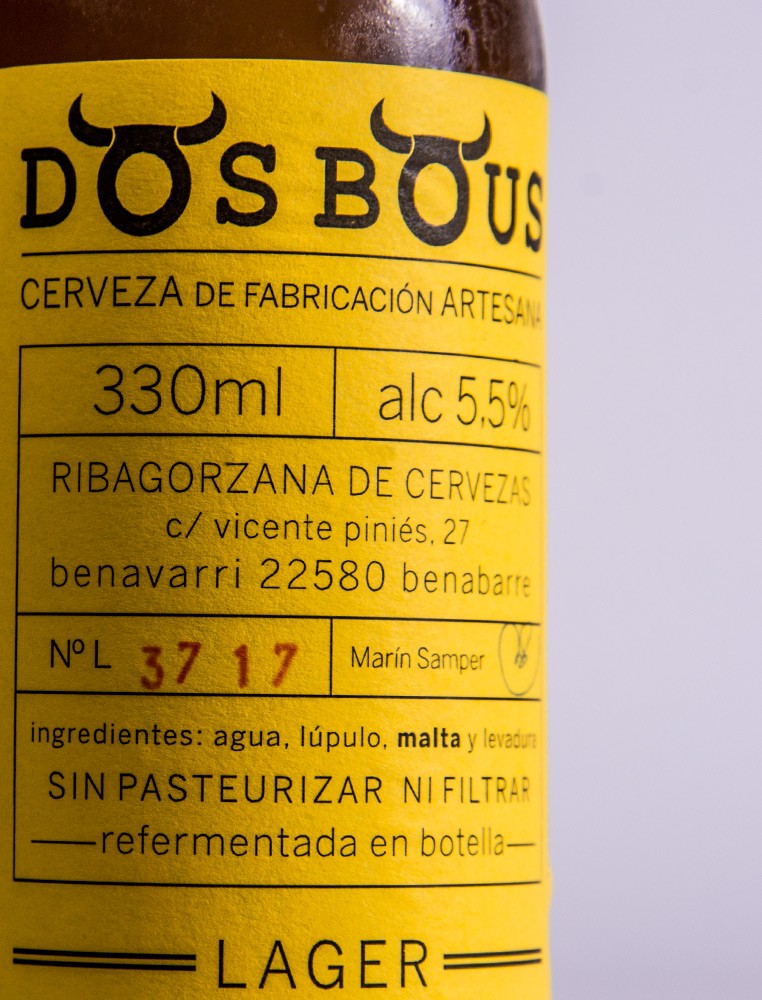 DOS BOUS
CERVEZA DE FABRICACIÓN ARTESANA
330ml alc 5,5%
RIBAGORZANA DE CERVEZAS
c/ vicente piniés, 27
benavarri 22580 benabarre
Nº L 37 17 Marín Samper
ingredientes: agua, lúpulo, malta y levadura
SIN PASTEURIZAR NI FILTRAR
refermentada en botella
LAGER